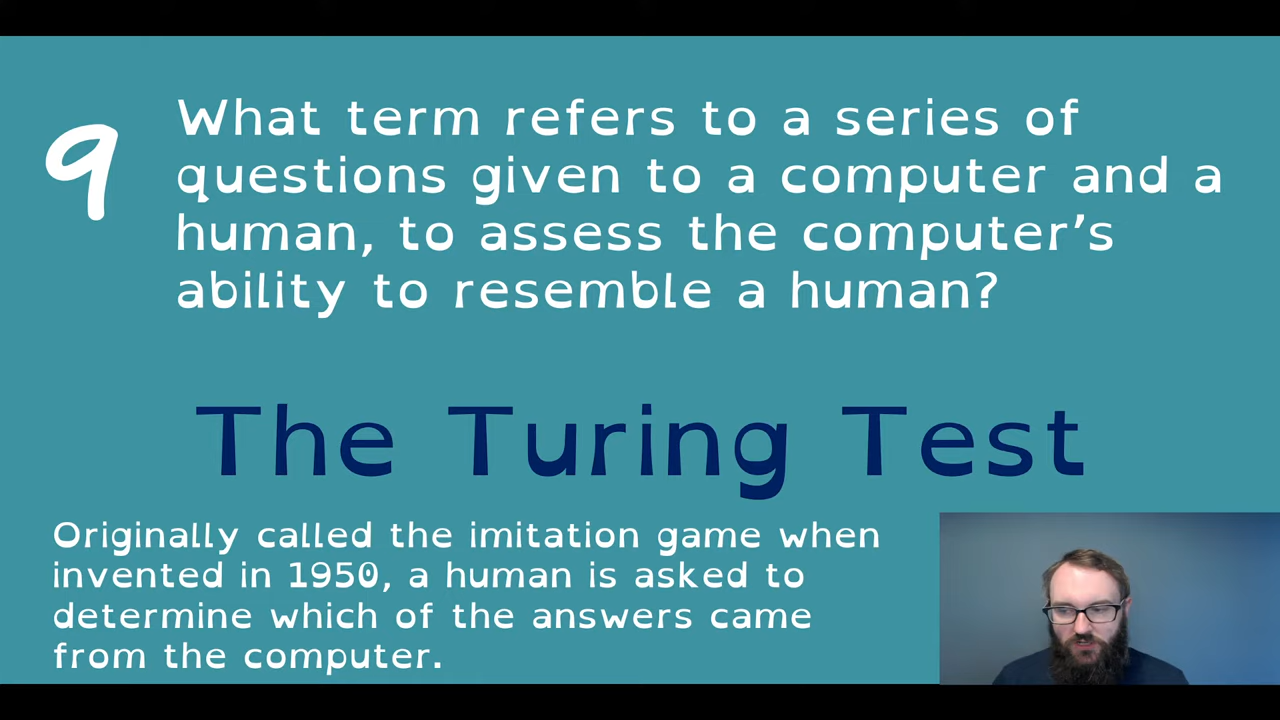 9
What term refers to a series of
questions given to a computer and a
human, to assess the computer's
ability to resemble a human?
The Turing Test
Originally called the imitation game when
invented in 1950, a human is asked to
determine which of the answers came
from the computer.